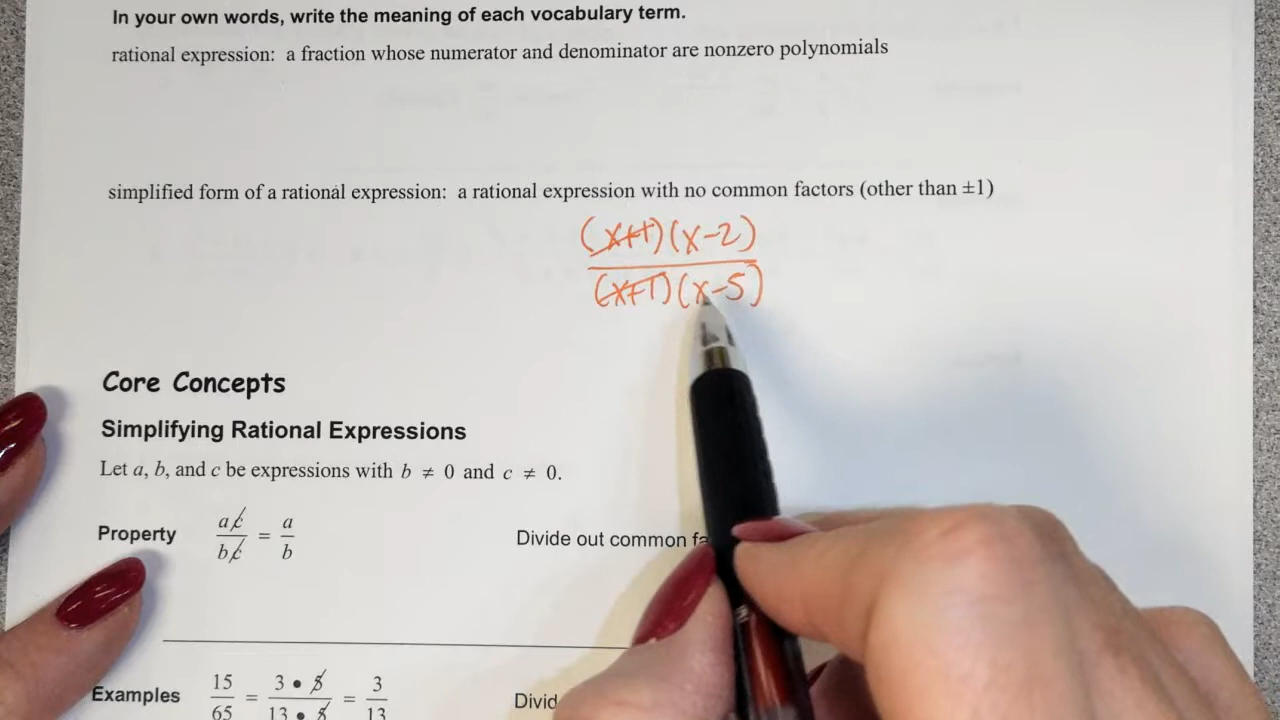 In your own words, write the meaning of each vocabulary term.
rational expression: a fraction whose numerator and denominator are nonzero polynomials
simplified form of a rational expression: a rational expression with no common factors (other than ±1)
(x+1)(x-2)
(x+1)(x-5)
Core Concepts
Simplifying Rational Expressions
Let a, b, and c be expressions with b ≠ 0 and c ≠ 0.
Property ac/bc = a/b Divide out common
Examples 15/65 = 3 • 5/13 • 5 = 3/13